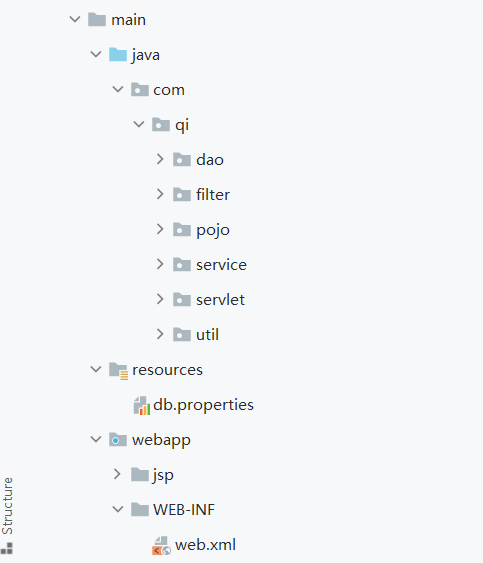 main
java
com
qi
dao
filter
pojo
service
servlet
util
resources
db.properties
webapp
jsp
WEB-INF
web.xml
Structure